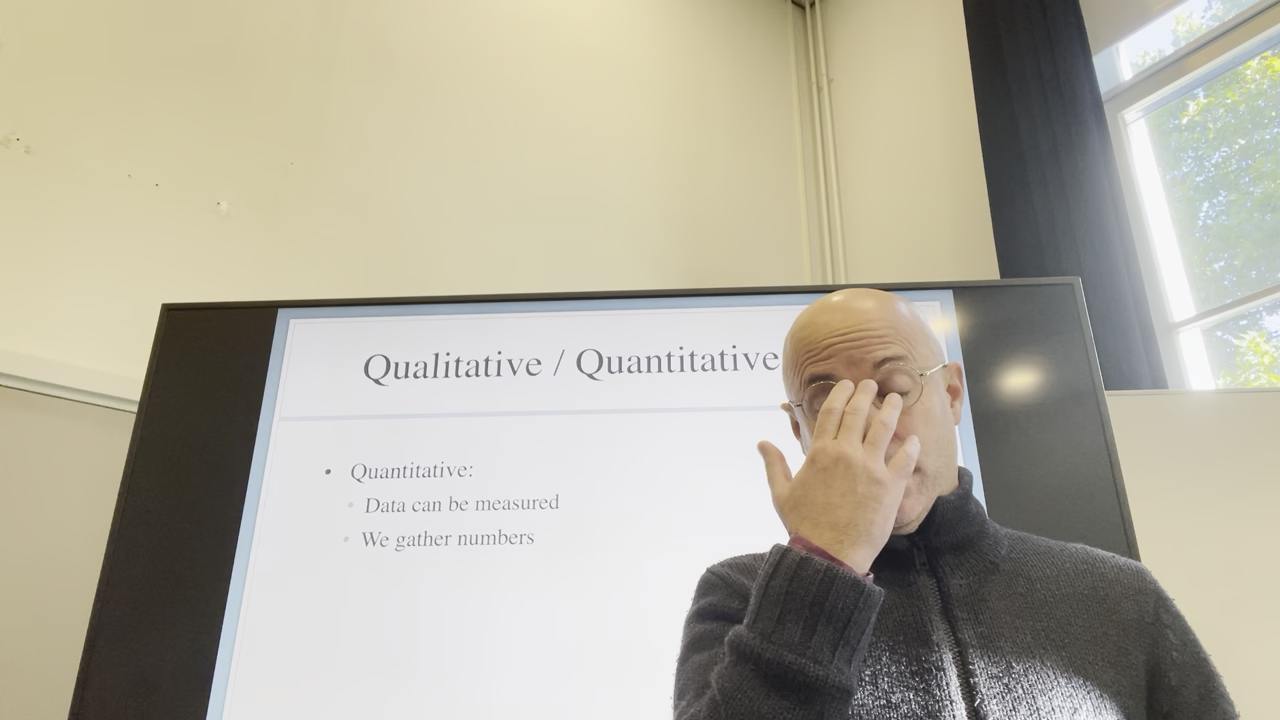 Qualitative / Quantitative
• Quantitative:
• Data can be measured
• We gather numbers